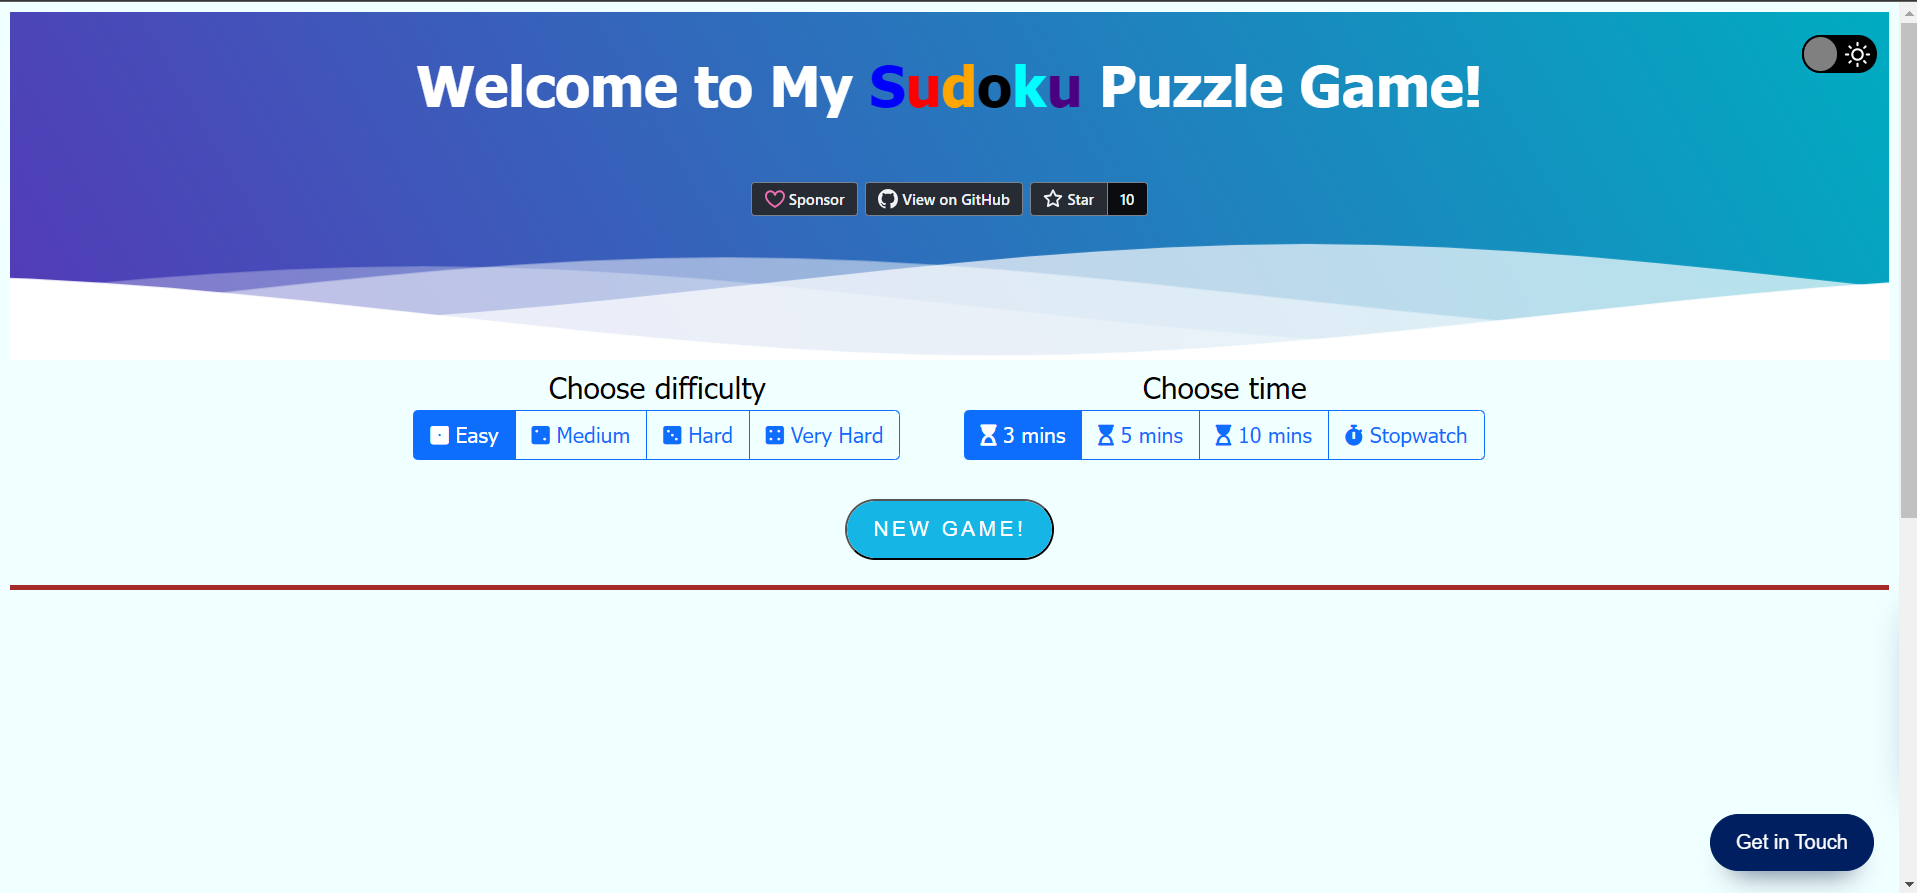 Welcome to My Sudoku Puzzle Game!
Sponsor View on GitHub Star 10
Choose difficulty
Easy Medium Hard Very Hard
Choose time
3 mins 5 mins 10 mins Stopwatch
NEW GAME!
Get in Touch